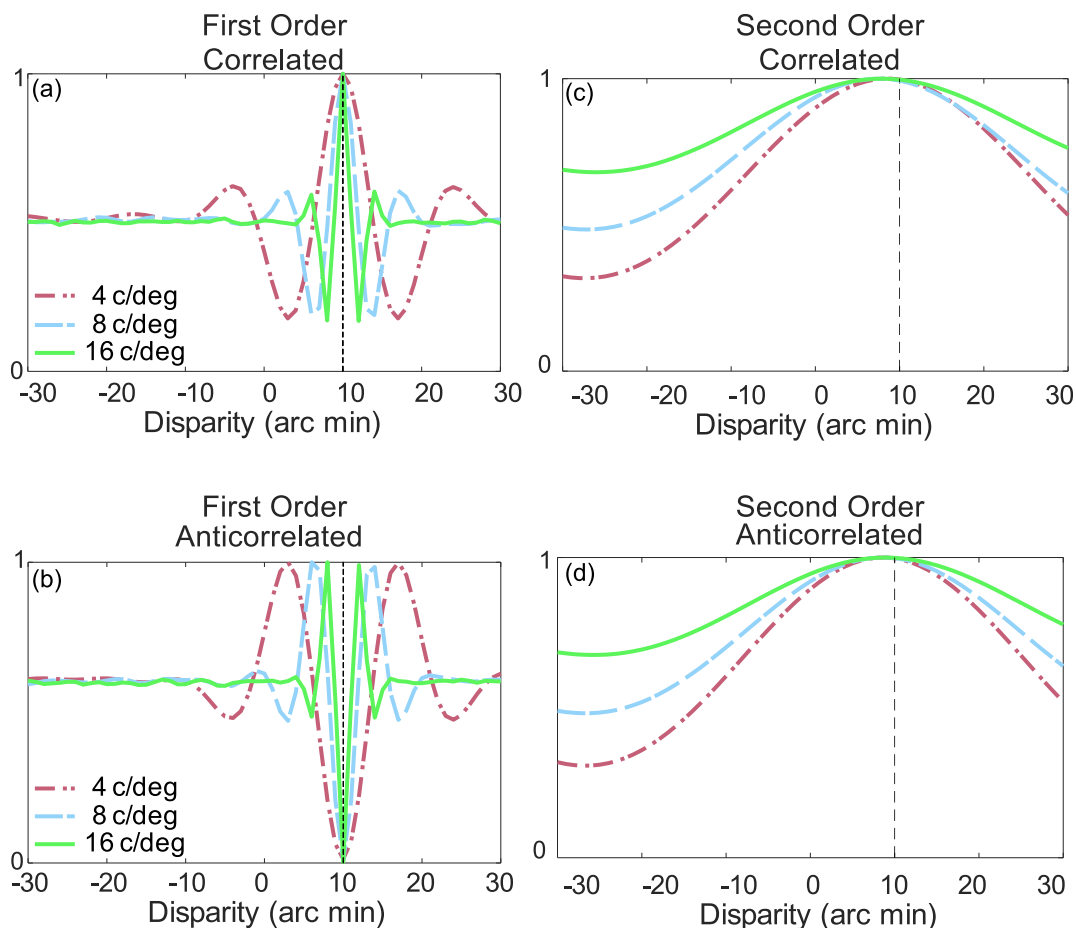 First Order
Correlated
(a)
1
0
4 c/deg
8 c/deg
16 c/deg
-30 -20 -10 0 10 20 30
Disparity (arc min)
Second Order
Correlated
(c)
1
0
-30 -20 -10 0 10 20 30
Disparity (arc min)
First Order
Anticorrelated
(b)
1
0
4 c/deg
8 c/deg
16 c/deg
-30 -20 -10 0 10 20 30
Disparity (arc min)
Second Order
Anticorrelated
(d)
1
0
-30 -20 -10 0 10 20 30
Disparity (arc min)